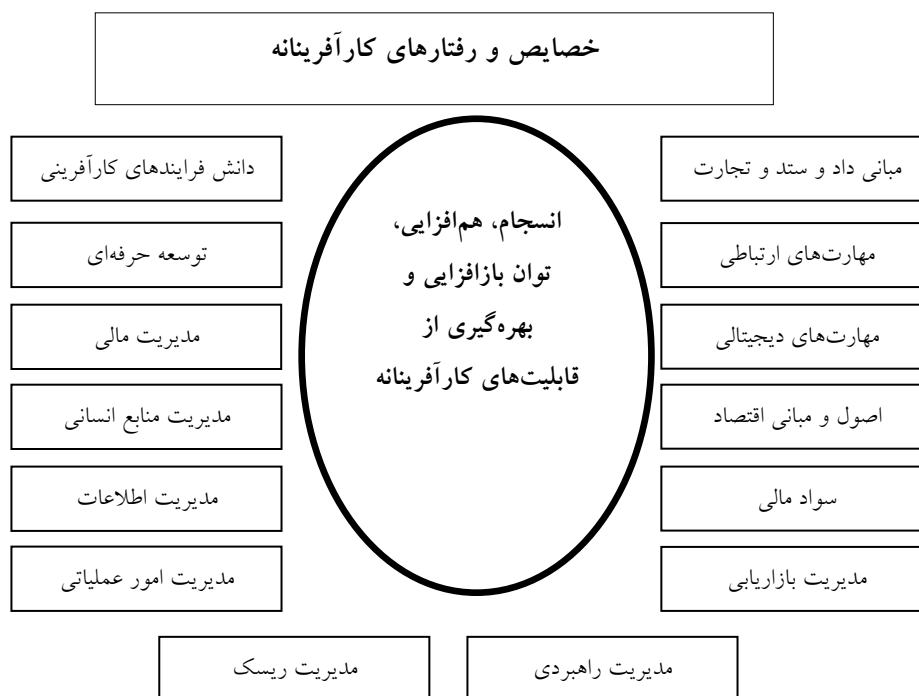 خصایص و رفتارهای کارآفرینانه
مبانی داد و ستد و تجارت
دانش فرایندهای کارآفرینی
انسجام، هم‌افزایی،
توان بازافزایی و
بهره‌گیری از
قابلیت‌های کارآفرینانه
مهارت‌های ارتباطی
توسعه حرفه‌ای
مهارت‌های دیجیتالی
مدیریت مالی
اصول و مبانی اقتصاد
مدیریت منابع انسانی
سواد مالی
مدیریت اطلاعات
مدیریت بازاریابی
مدیریت امور عملیاتی
مدیریت راهبردی
مدیریت ریسک